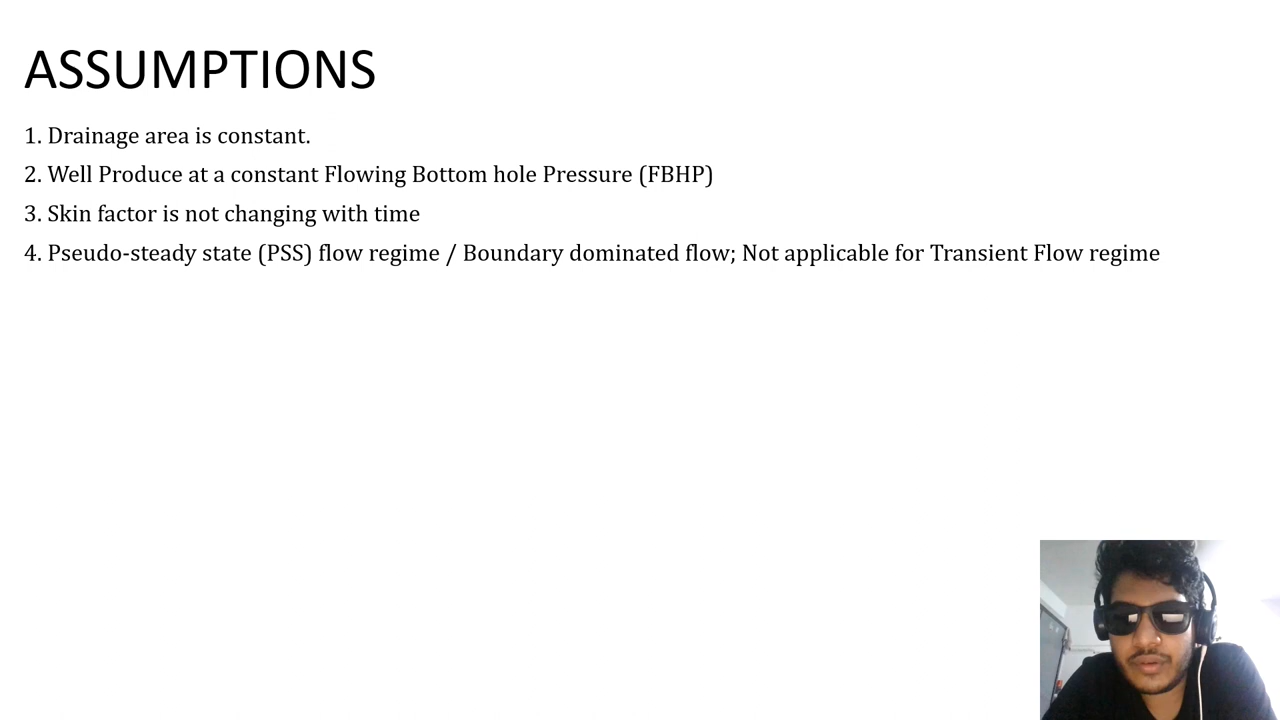 ASSUMPTIONS
1. Drainage area is constant.
2. Well Produce at a constant Flowing Bottom hole Pressure (FBHP)
3. Skin factor is not changing with time
4. Pseudo-steady state (PSS) flow regime / Boundary dominated flow; Not applicable for Transient Flow regime